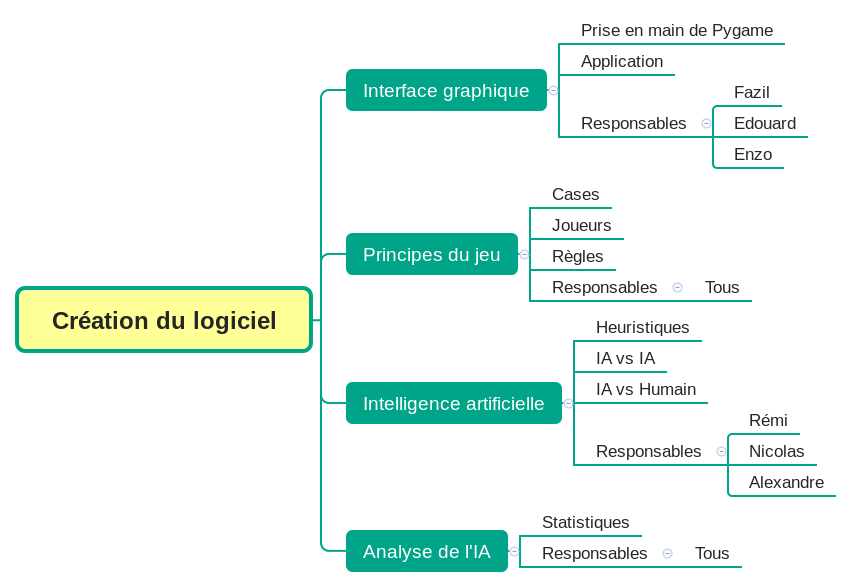 Création du logiciel
Interface graphique
Prise en main de Pygame
Application
Responsables
Fazil
Edouard
Enzo
Principes du jeu
Cases
Joueurs
Règles
Responsables
Tous
Intelligence artificielle
Heuristiques
IA vs IA
IA vs Humain
Responsables
Rémi
Nicolas
Alexandre
Analyse de l'IA
Statistiques
Responsables
Tous